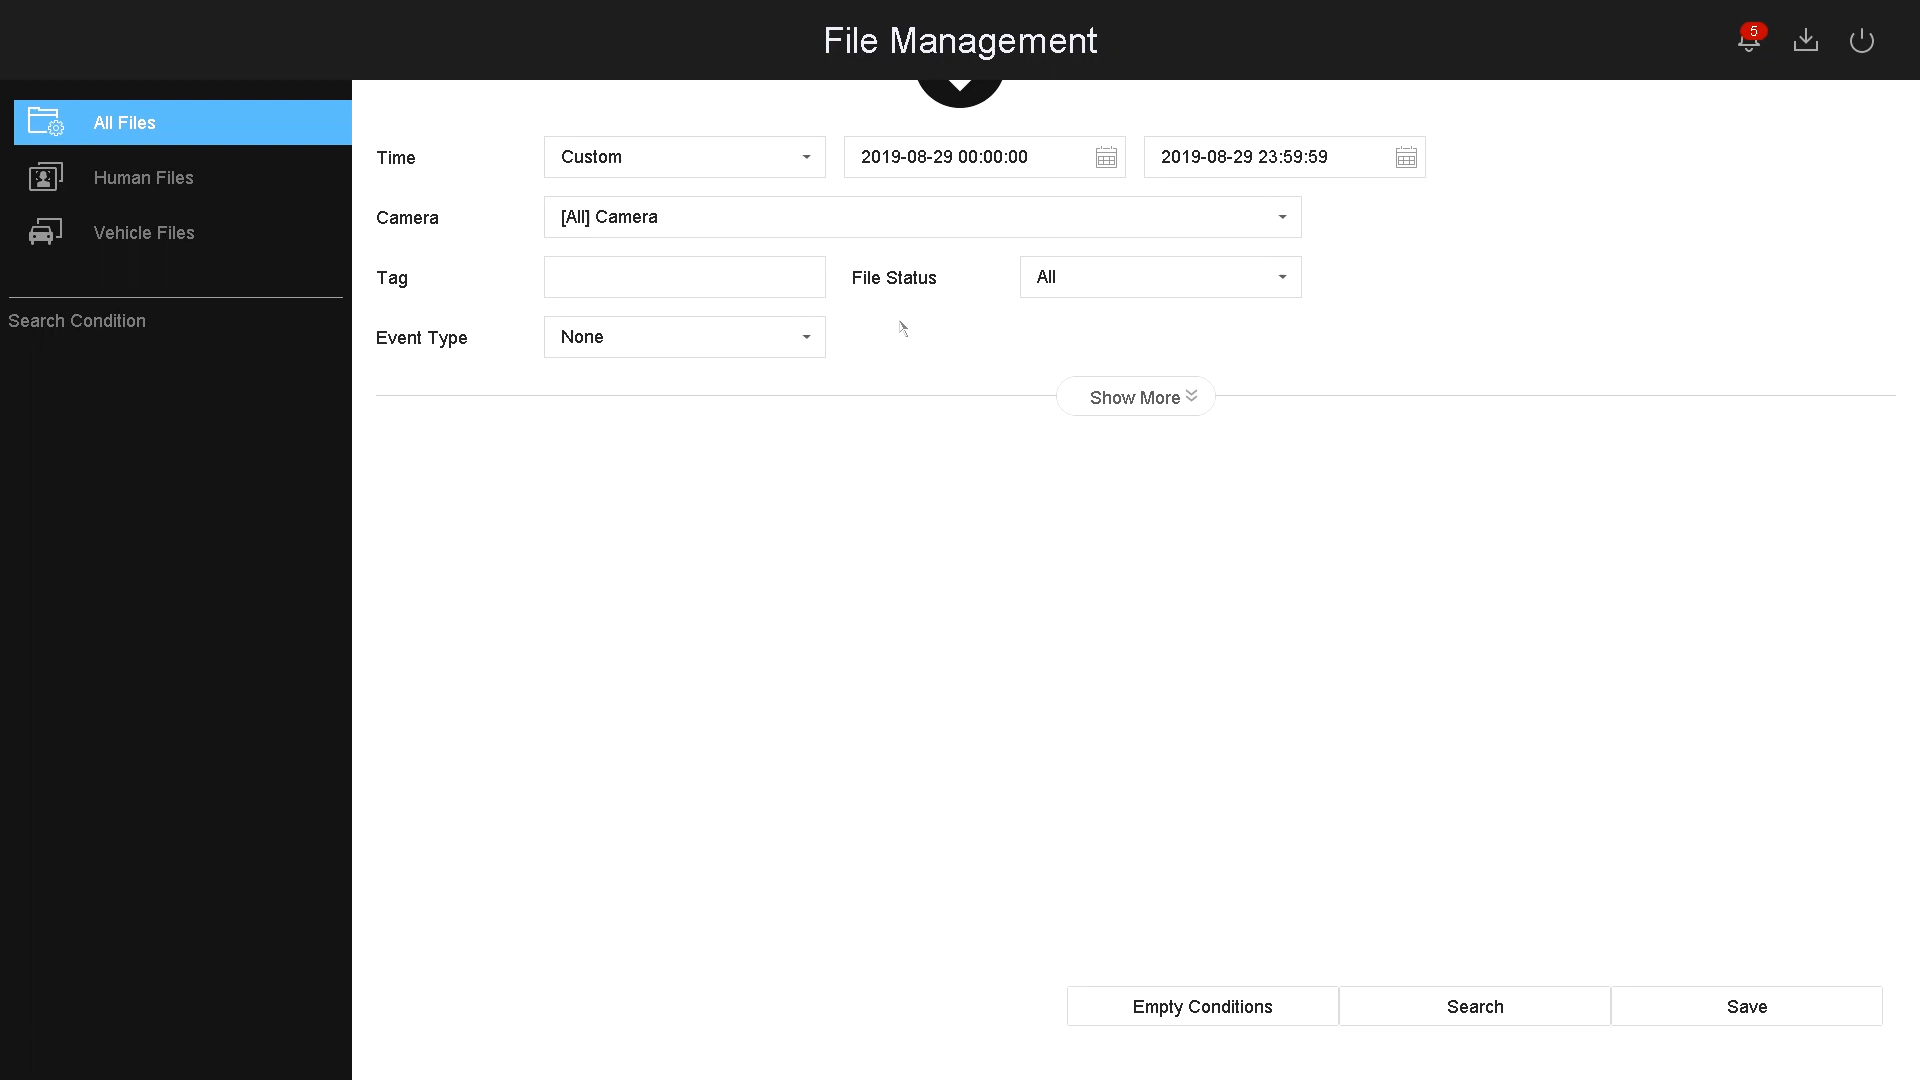 File Management
5
All Files
Human Files
Vehicle Files
Search Condition
Time
Custom
2019-08-29 00:00:00
2019-08-29 23:59:59
Camera
[All] Camera
Tag
File Status
All
Event Type
None
Show More
Empty Conditions
Search
Save